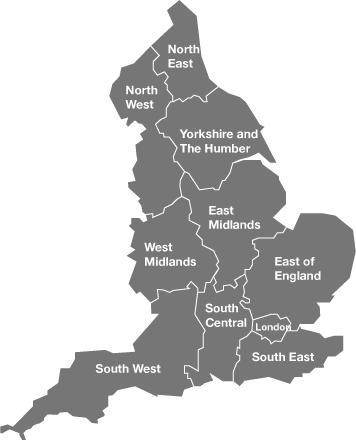 North
East
North
West
Yorkshire and
The Humber
East
Midlands
West
Midlands
East of
England
South
Central
London
South East
South West